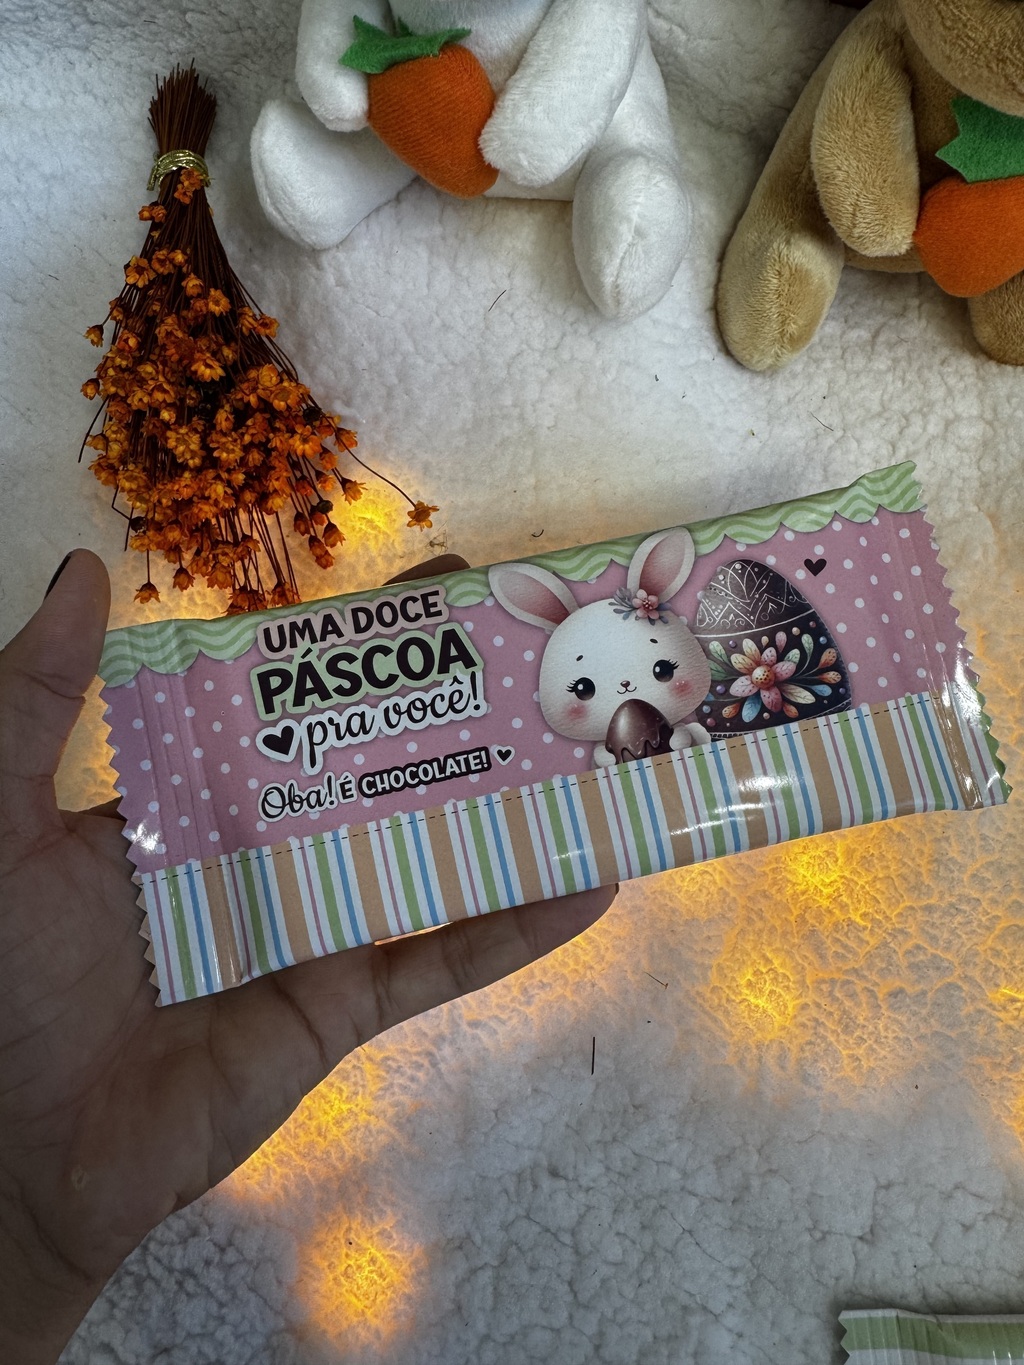 UMA DOCE
PÁSCOA
pra você!
Oba! É CHOCOLATE!